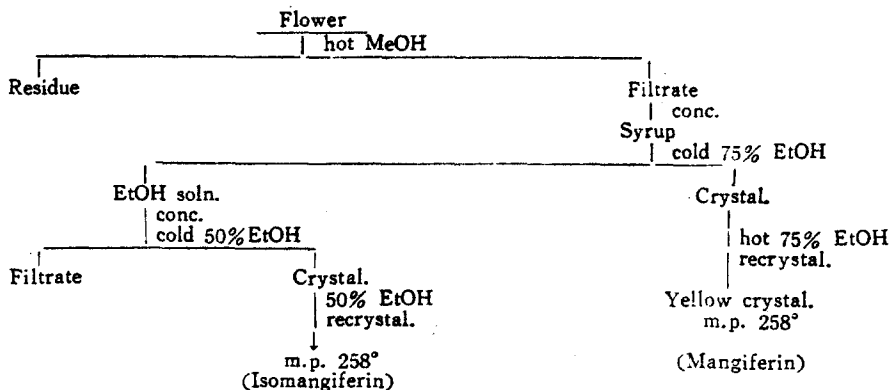 Flower
hot MeOH
Residue
Filtrate
conc.
Syrup
cold 75% EtOH
EtOH soln.
conc.
cold 50% EtOH
Crystal.
hot 75% EtOH
recrystal.
Filtrate
Crystal.
50% EtOH
recrystal.
Yellow crystal.
m.p. 258°
m.p. 258°
(Isomangiferin)
(Mangiferin)